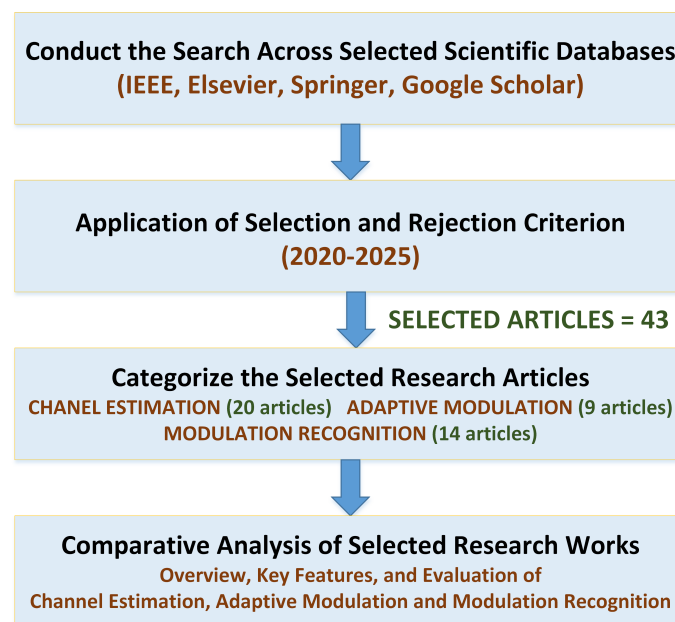 Conduct the Search Across Selected Scientific Databases
(IEEE, Elsevier, Springer, Google Scholar)
Application of Selection and Rejection Criterion
(2020-2025)
SELECTED ARTICLES = 43
Categorize the Selected Research Articles
CHANEL ESTIMATION (20 articles) ADAPTIVE MODULATION (9 articles)
MODULATION RECOGNITION (14 articles)
Comparative Analysis of Selected Research Works
Overview, Key Features, and Evaluation of
Channel Estimation, Adaptive Modulation and Modulation Recognition